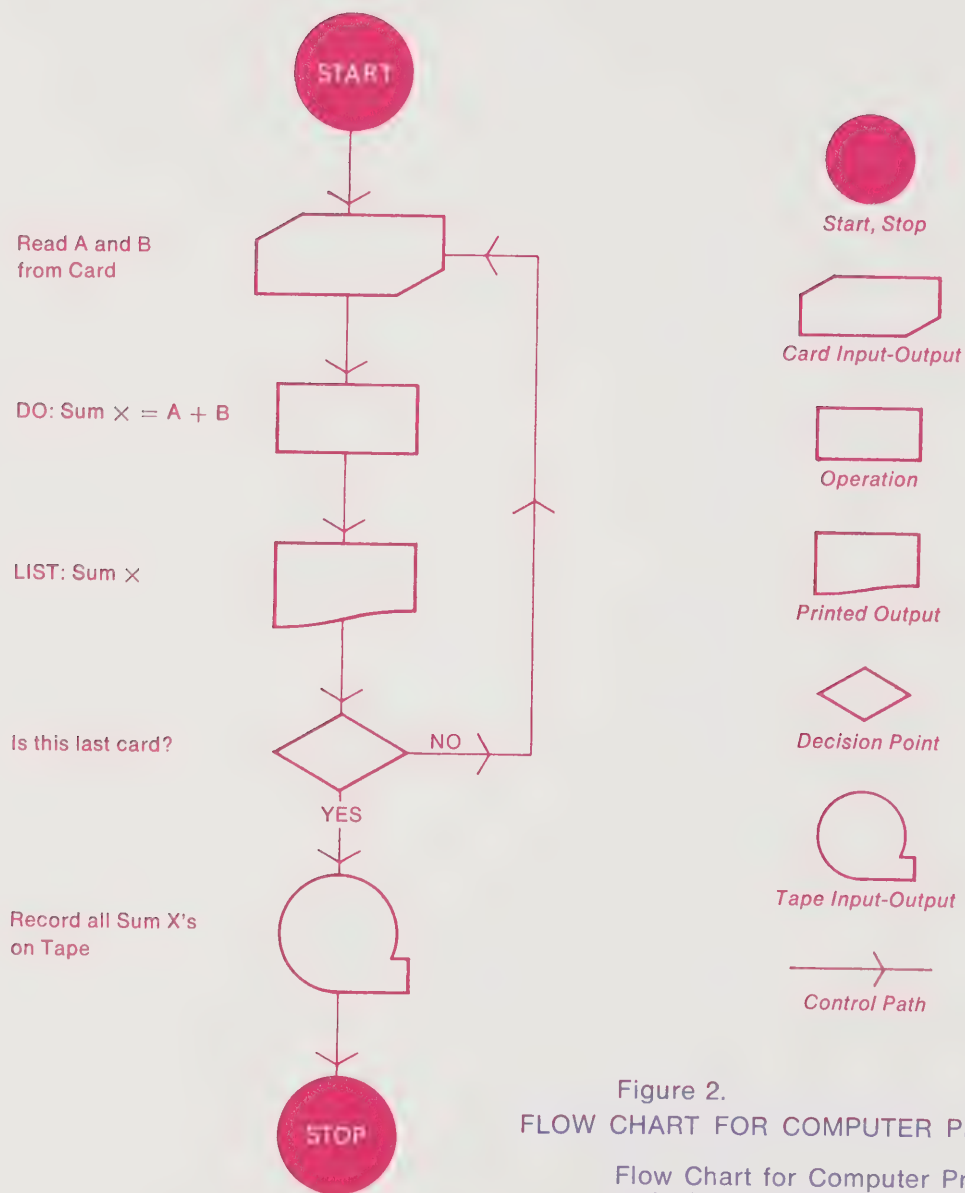 START
Read A and B
from Card
DO: Sum × = A + B
LIST: Sum ×
Is this last card?
NO
YES
Record all Sum X's
on Tape
STOP
Start, Stop
Card Input-Output
Operation
Printed Output
Decision Point
Tape Input-Output
Control Path
Figure 2.
FLOW CHART FOR COMPUTER
Flow Chart for Computer